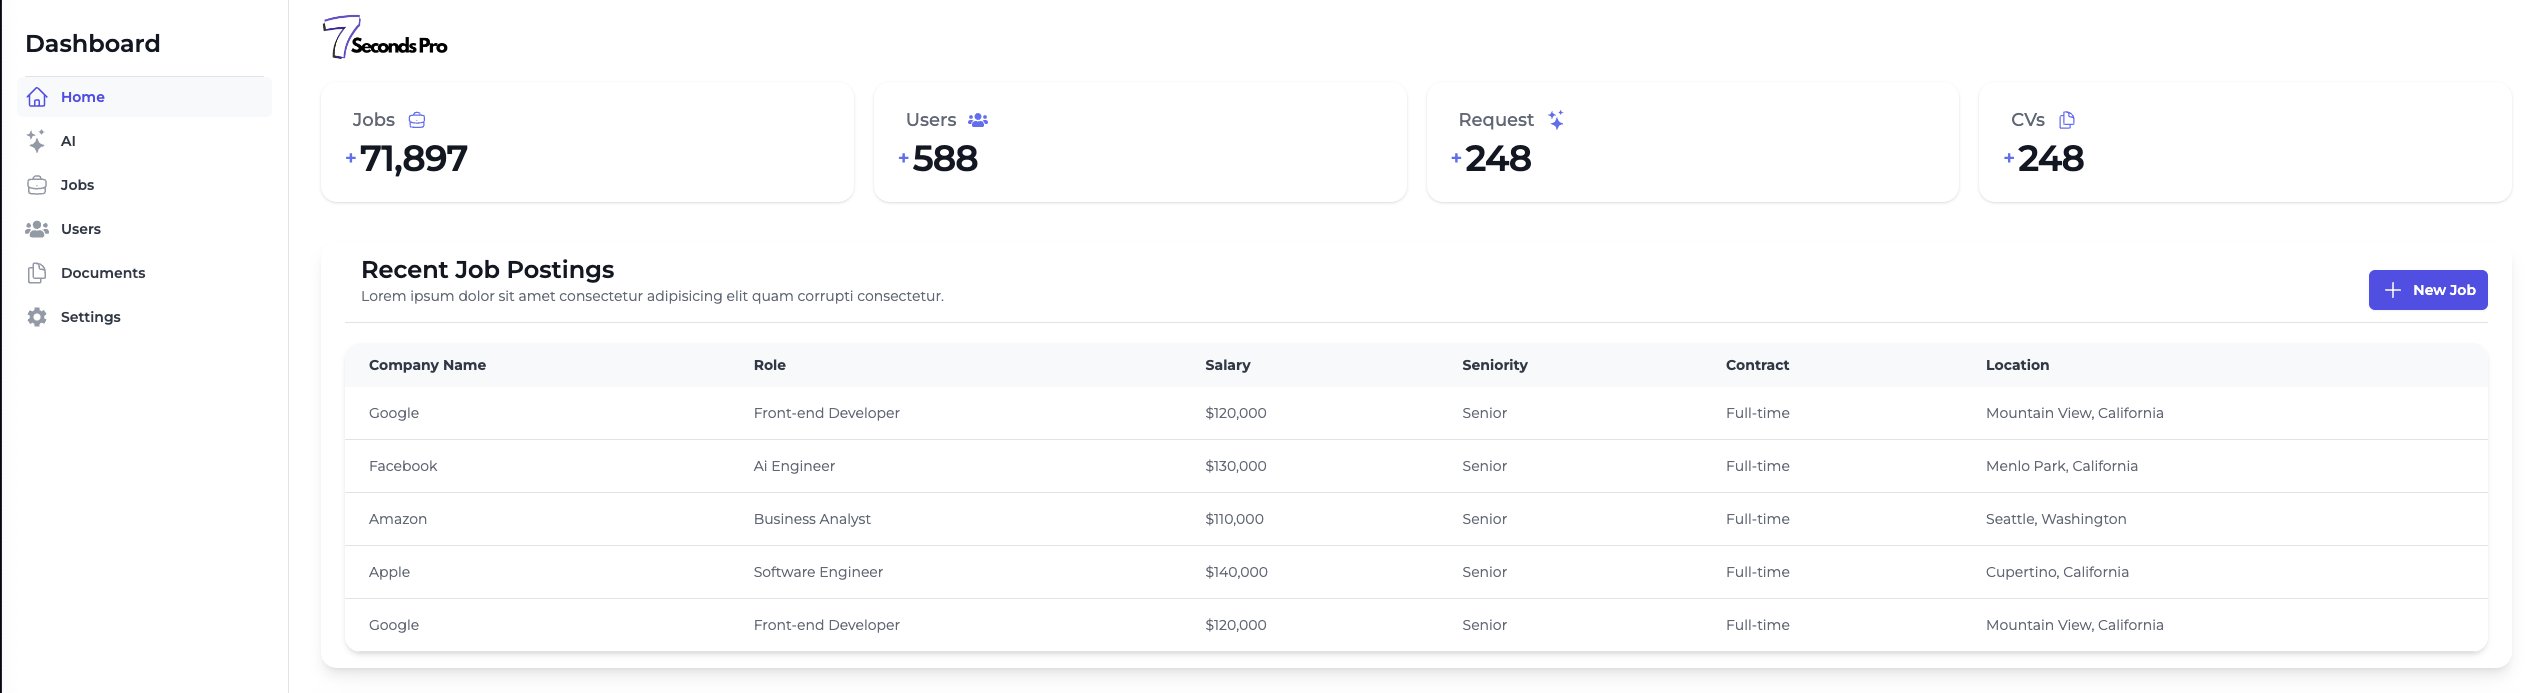 Dashboard
Home
AI
Jobs
Users
Documents
Settings
7 Seconds Pro
Jobs
+ 71,897
Users
+ 588
Request
+ 248
CVs
+ 248
Recent Job Postings
Lorem ipsum dolor sit amet consectetur adipisicing elit quam corrupti consectetur.
+ New Job
Company Name Role Salary Seniority Contract Location
Google Front-end Developer $120,000 Senior Full-time Mountain View, California
Facebook Ai Engineer $130,000 Senior Full-time Menlo Park, California
Amazon Business Analyst $110,000 Senior Full-time Seattle, Washington
Apple Software Engineer $140,000 Senior Full-time Cupertino, California
Google Front-end Developer $120,000 Senior Full-time Mountain View, California